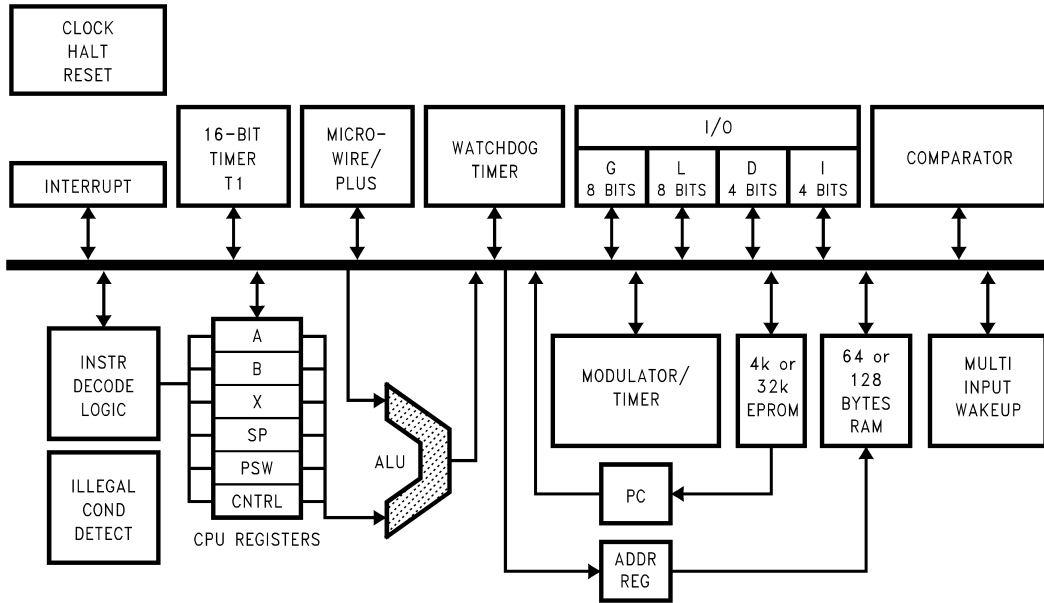 CLOCK
HALT
RESET
INTERRUPT
16-BIT
TIMER
T1
MICRO-
WIRE/
PLUS
WATCHDOG
TIMER
I/O
G
8 BITS
L
8 BITS
D
4 BITS
I
4 BITS
COMPARATOR
INSTR
DECODE
LOGIC
ILLEGAL
COND
DETECT
A
B
X
SP
PSW
CNTRL
CPU REGISTERS
ALU
MODULATOR/
TIMER
4k or
32k
EPROM
64 or
128
BYTES
RAM
MULTI
INPUT
WAKEUP
PC
ADDR
REG